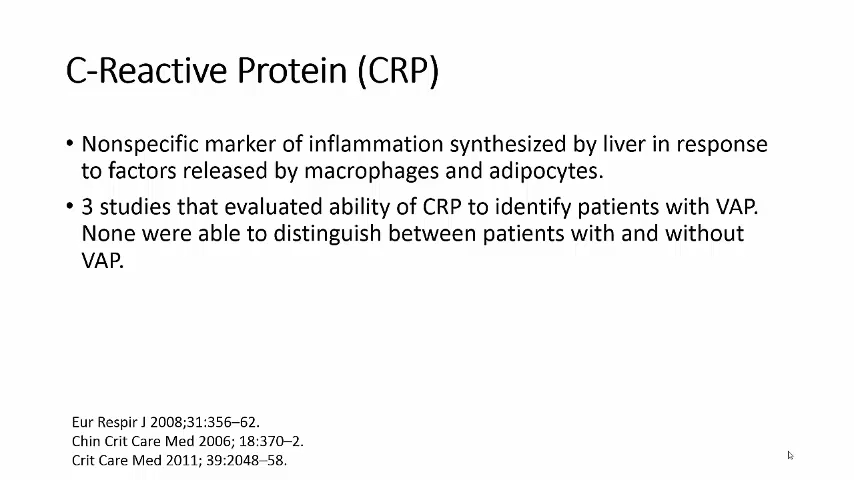 C-Reactive Protein (CRP)
• Nonspecific marker of inflammation synthesized by liver in response
to factors released by macrophages and adipocytes.
• 3 studies that evaluated ability of CRP to identify patients with VAP.
None were able to distinguish between patients with and without
VAP.
Eur Respir J 2008;31:356–62.
Chin Crit Care Med 2006; 18:370–2.
Crit Care Med 2011; 39:2048–58.